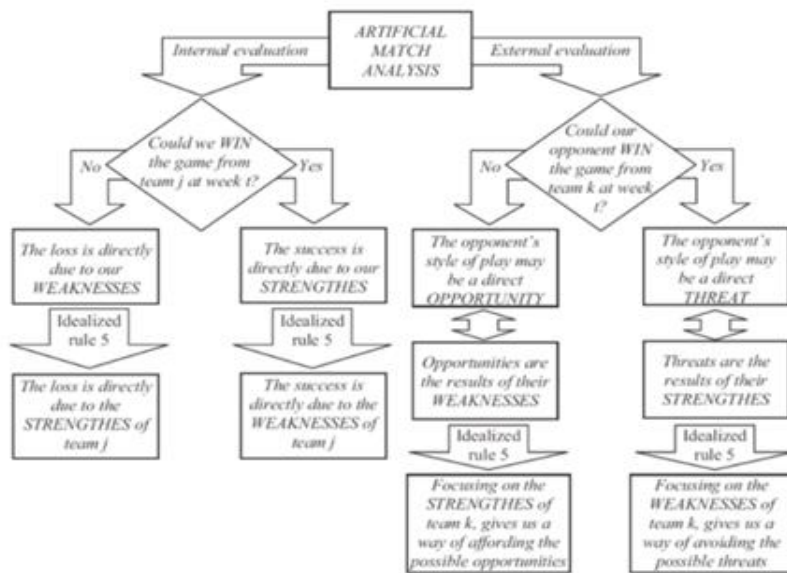 ARTIFICIAL
MATCH
ANALYSIS
Internal evaluation
External evaluation
Could we WIN
the game from
team j at week t?
No
Yes
Could our
opponent WIN
the game from
team k at week
t?
No
Yes
The loss is directly
due to our
WEAKNESSES
The success is
directly due to our
STRENGTHES
The opponent's
style of play may
be a direct
OPPORTUNITY
The opponent's
style of play may
be a direct
THREAT
Idealized
rule 5
Idealized
rule 5
Opportunities are
the results of their
WEAKNESSES
Threats are the
results of their
STRENGTHES
The loss is directly
due to the
STRENGTHES of
team j
The success is
directly due to the
WEAKNESSES of
team j
Idealized
rule 5
Idealized
rule 5
Focusing on the
STRENGTHES of
team k, gives us a
way of affording the
possible opportunities
Focusing on the
WEAKNESSES of
team k, gives us a
way of avoiding the
possible threats